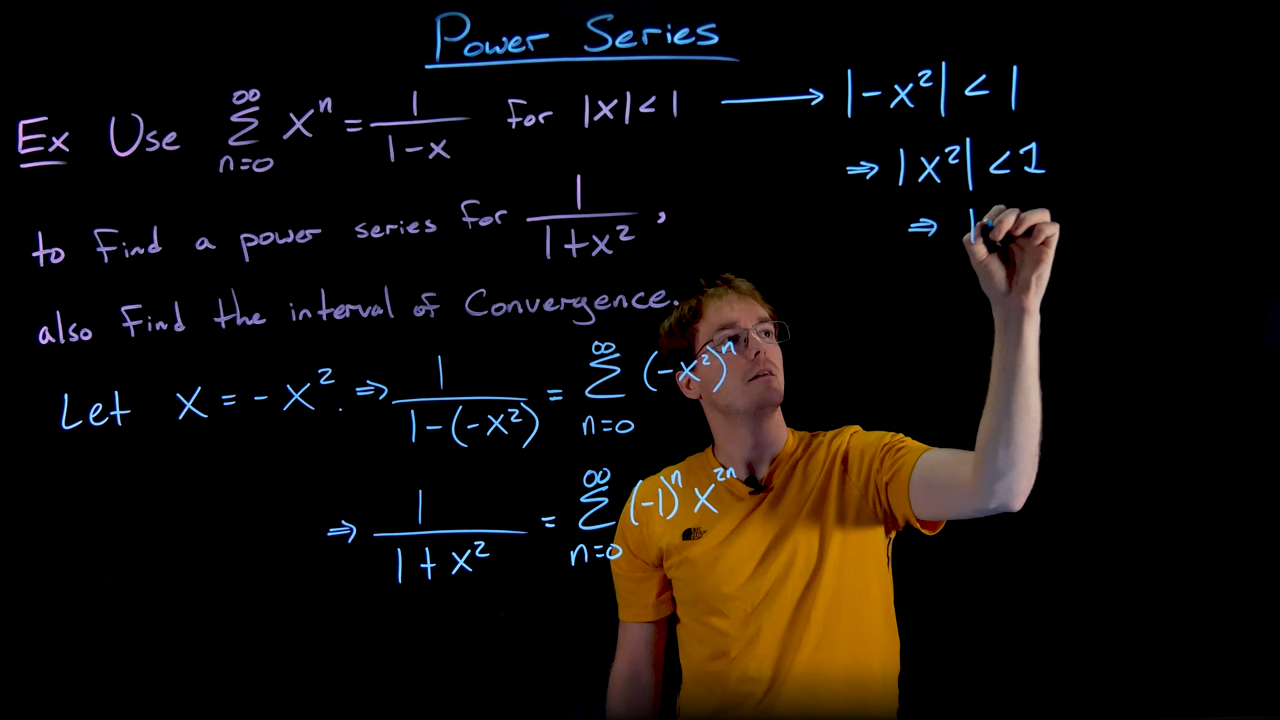 Power Series
Ex Use ∞∑n=0 xⁿ = 1/(1-x) for |x| < 1 → |-x²| < 1
⇒ |x²| < 1
⇒ |
to find a power series for 1/(1+x²),
also find the interval of Convergence.
Let x = -x². ⇒ 1/(1-(-x²)) = ∞∑n=0 (-x²)ⁿ
⇒ 1/(1+x²) = ∞∑n=0 (-1)ⁿ x²ⁿ